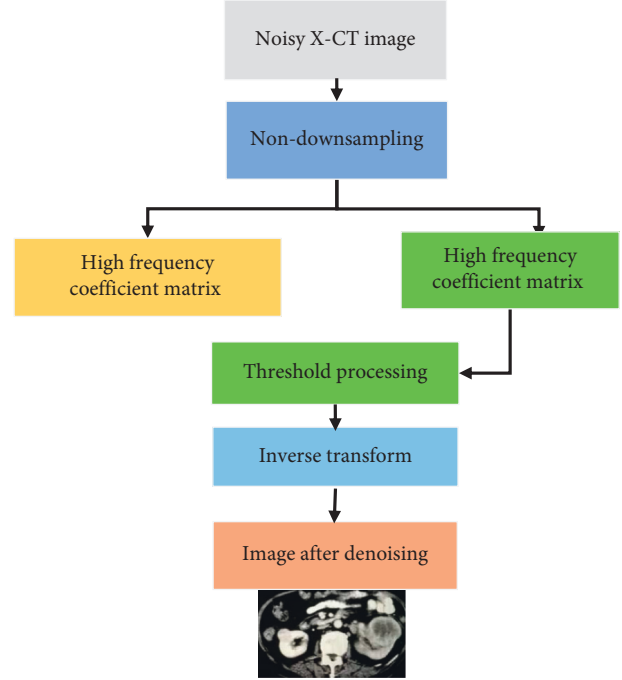 Noisy X-CT image
Non-downsampling
High frequency
coefficient matrix
High frequency
coefficient matrix
Threshold processing
Inverse transform
Image after denoising